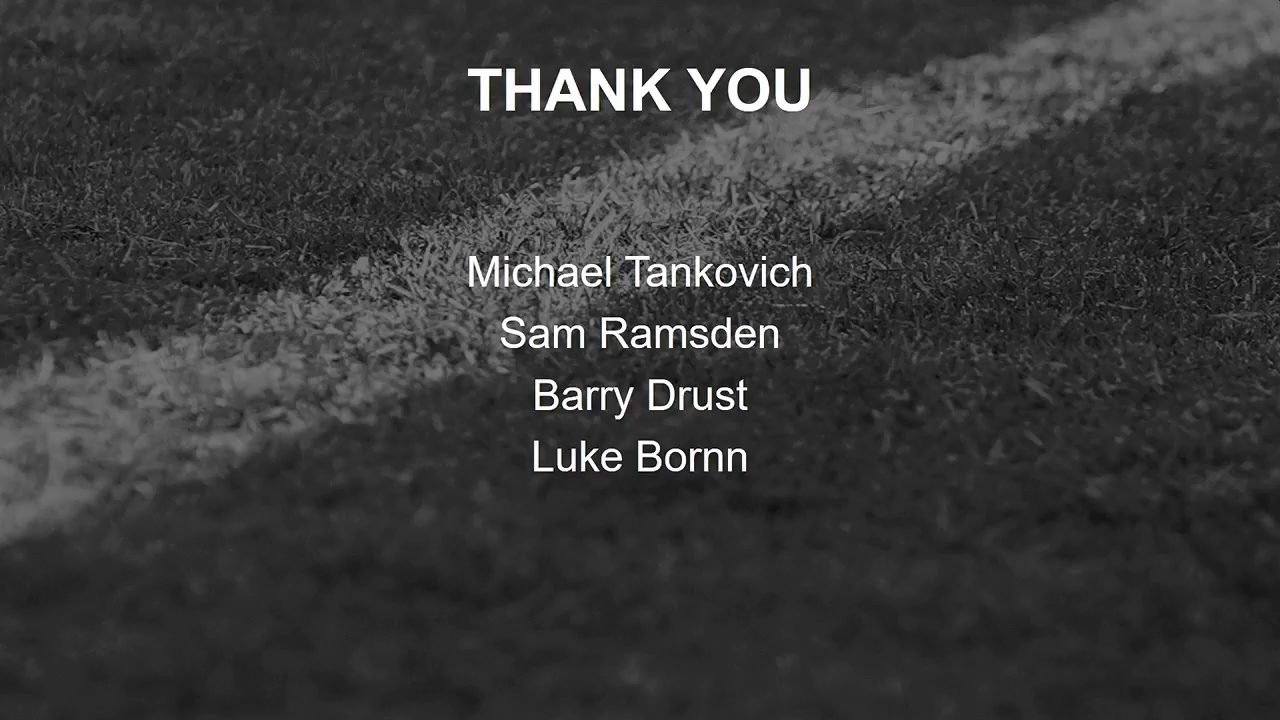 THANK YOU
Michael Tankovich
Sam Ramsden
Barry Drust
Luke Bornn